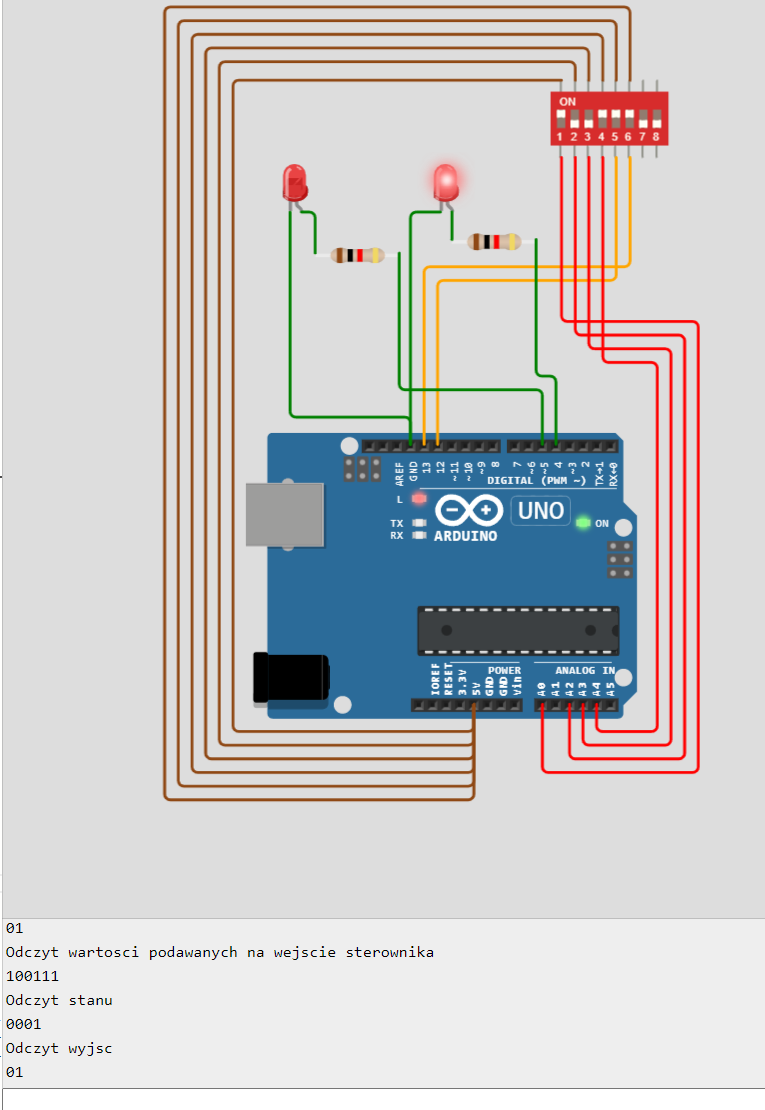 ON
1 2 3 4 5 6 7 8
AREF
GND
13
12
~11
~10
~9
8
7
~6
~5
4
~3
2
TX→1
RX←0
DIGITAL (PWM ~)
L
TX
RX
UNO
ON
ARDUINO
IOREF
RESET
3.3V
5V
GND
GND
Vin
POWER
ANALOG IN
A0
A1
A2
A3
A4
A5
01
Odczyt wartosci podawanych na wejscie sterownika
100111
Odczyt stanu
0001
Odczyt wyjsc
01